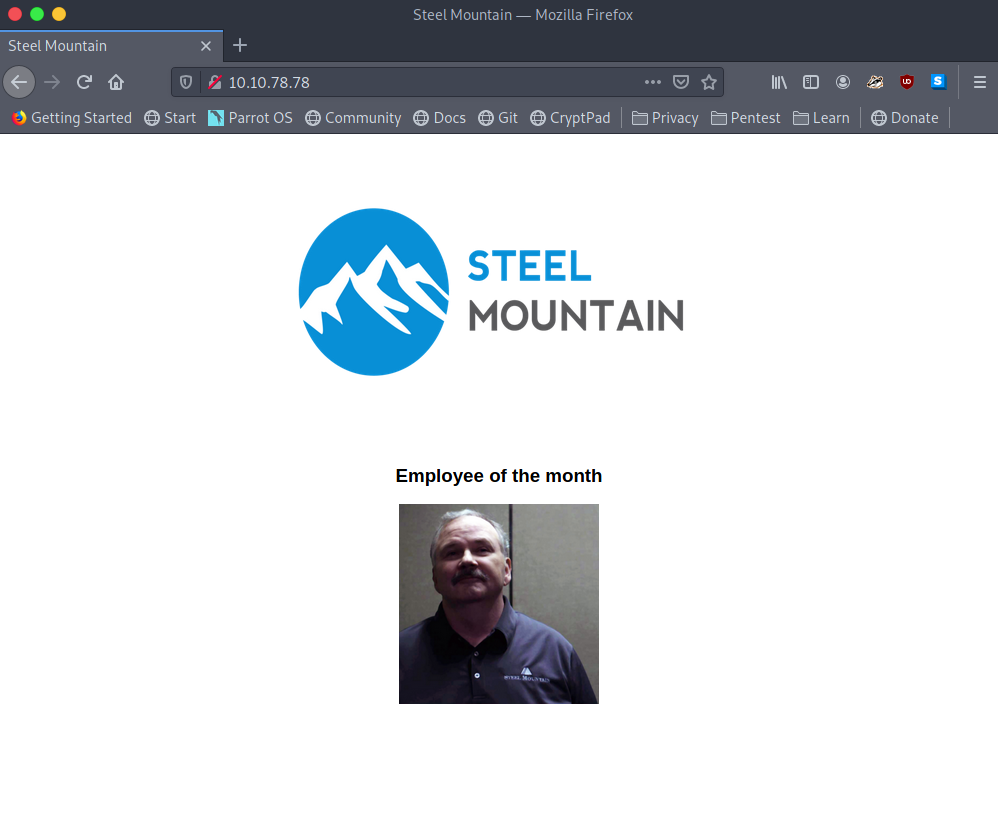 Steel Mountain — Mozilla Firefox
Steel Mountain
10.10.78.78
Getting Started Start Parrot OS Community Docs Git CryptPad Privacy Pentest Learn Donate
STEEL
MOUNTAIN
Employee of the month
STEEL MOUNTAIN